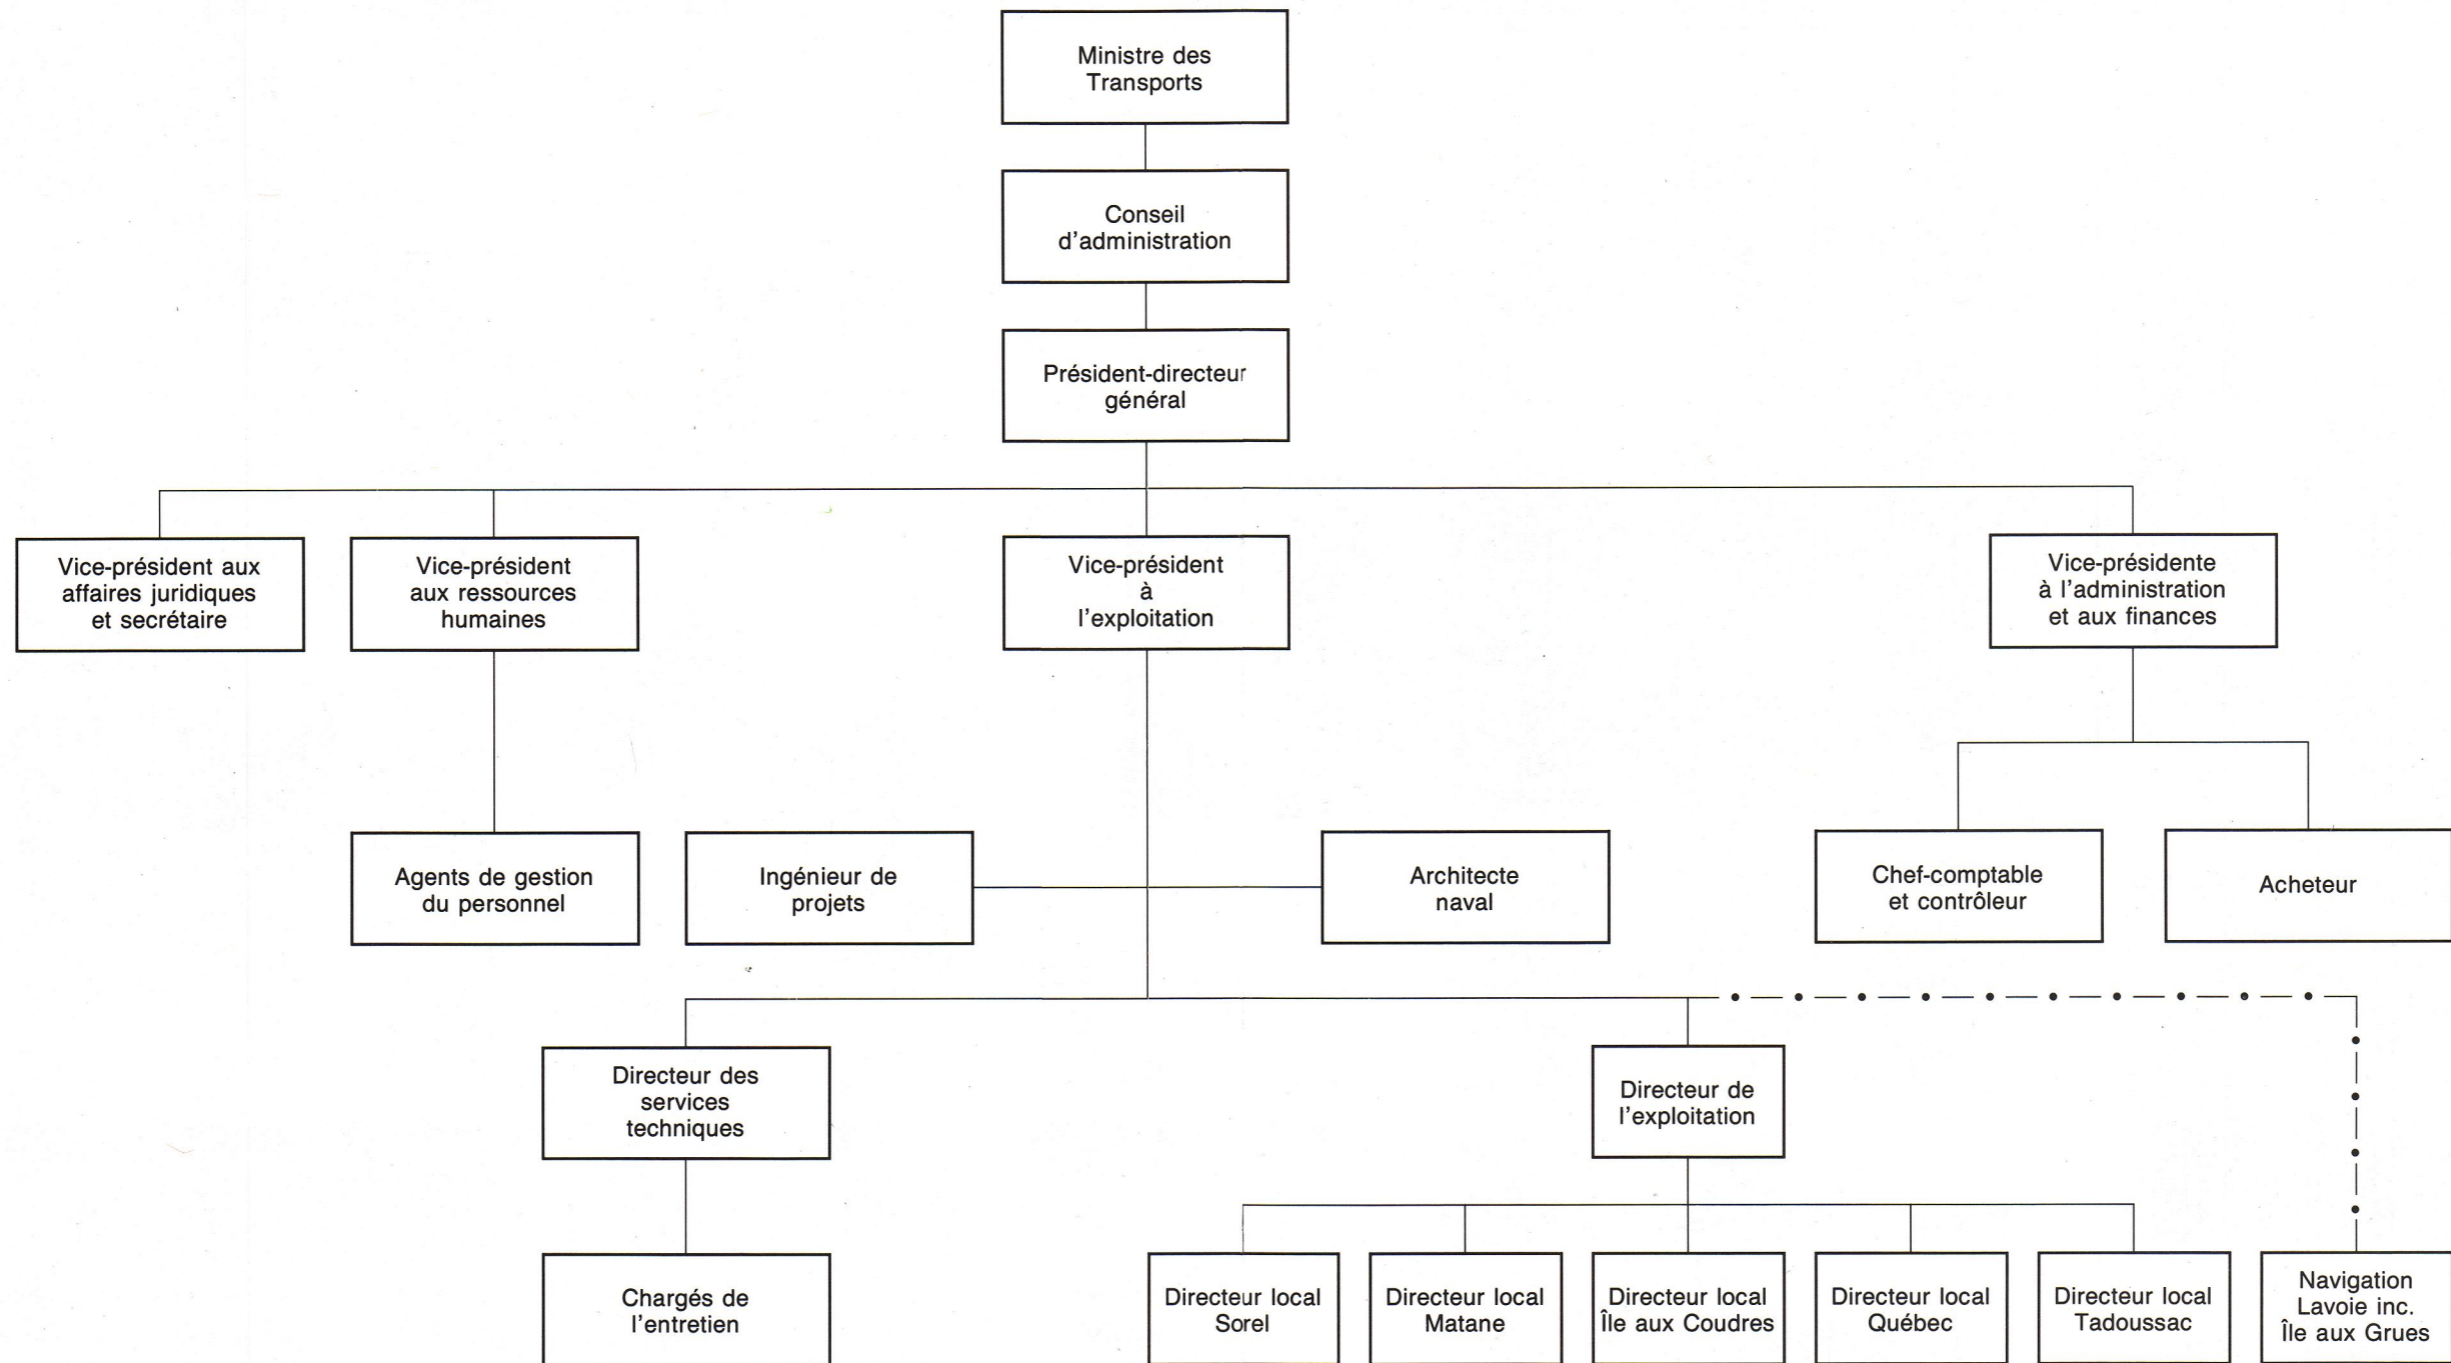 Ministre des
Transports
Conseil
d'administration
Président-directeur
général
Vice-président aux
affaires juridiques
et secrétaire
Vice-président
aux ressources
humaines
Vice-président
à
l'exploitation
Vice-présidente
à l'administration
et aux finances
Agents de gestion
du personnel
Ingénieur de
projets
Architecte
naval
Chef-comptable
et contrôleur
Acheteur
Directeur des
services
techniques
Directeur de
l'exploitation
Chargés de
l'entretien
Directeur local
Sorel
Directeur local
Matane
Directeur local
Île aux Coudres
Directeur local
Québec
Directeur local
Tadoussac
Navigation
Lavoie inc.
Île aux Grues